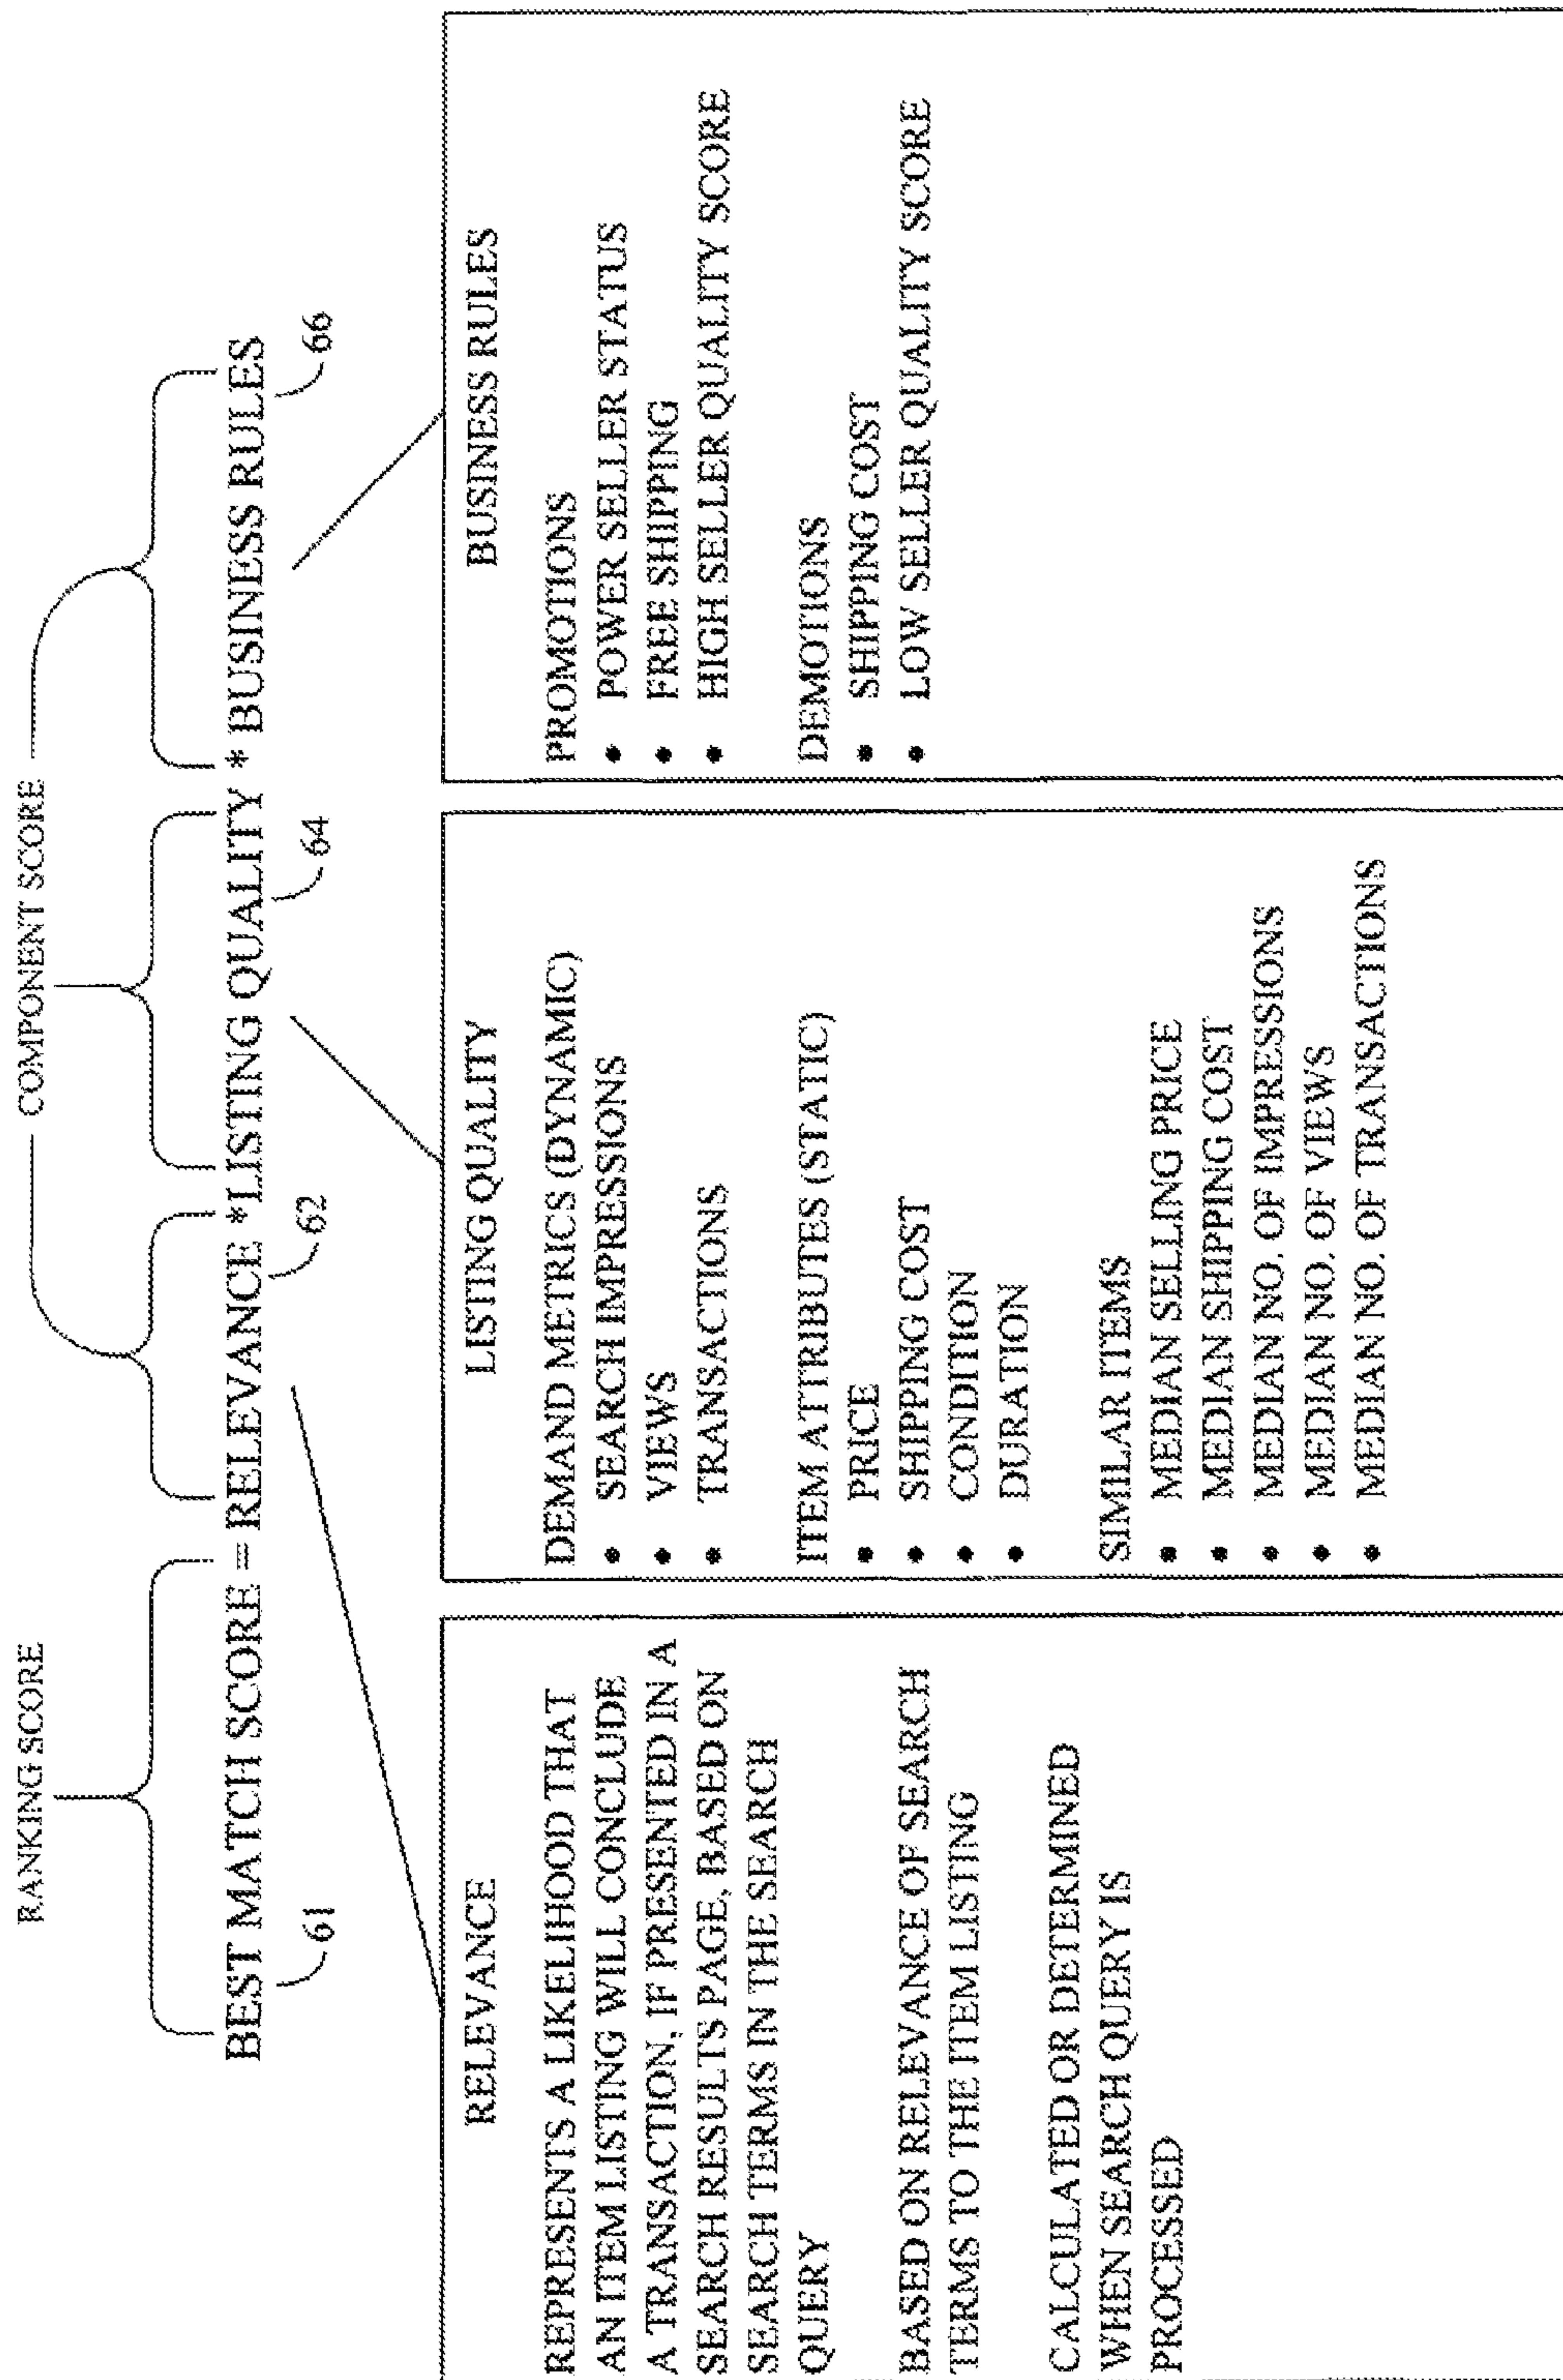 RANKING SCORE
COMPONENT SCORE
BEST MATCH SCORE = RELEVANCE *LISTING QUALITY * BUSINESS RULES
61
62
64
66
RELEVANCE
REPRESENTS A LIKELIHOOD THAT
AN ITEM LISTING WILL CONCLUDE
A TRANSACTION, IF PRESENTED IN A
SEARCH RESULTS PAGE, BASED ON
SEARCH TERMS IN THE SEARCH
QUERY
BASED ON RELEVANCE OF SEARCH
TERMS TO THE ITEM LISTING
CALCULATED OR DETERMINED
WHEN SEARCH QUERY IS
PROCESSED
LISTING QUALITY
DEMAND METRICS (DYNAMIC)
• SEARCH IMPRESSIONS
• VIEWS
• TRANSACTIONS
ITEM ATTRIBUTES (STATIC)
• PRICE
• SHIPPING COST
• CONDITION
• DURATION
SIMILAR ITEMS
• MEDIAN SELLING PRICE
• MEDIAN SHIPPING COST
• MEDIAN NO. OF IMPRESSIONS
• MEDIAN NO. OF VIEWS
• MEDIAN NO. OF TRANSACTIONS
BUSINESS RULES
PROMOTIONS
• POWER SELLER STATUS
• FREE SHIPPING
• HIGH SELLER QUALITY SCORE
DEMOTIONS
• SHIPPING COST
• LOW SELLER QUALITY SCORE